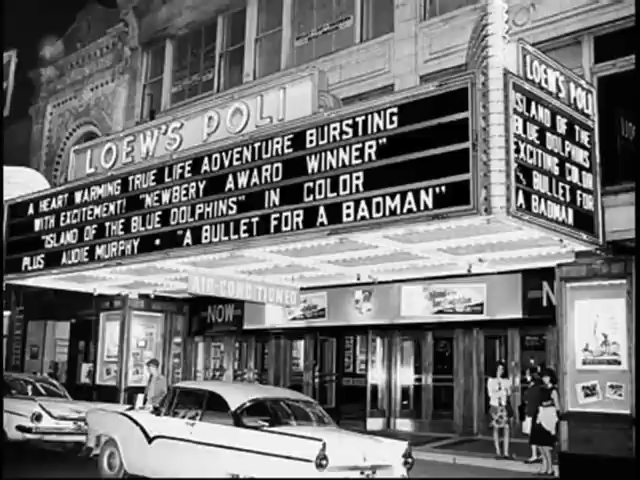 LOEW'S POLI
A HEART WARMING TRUE LIFE ADVENTURE BURSTING
WITH EXCITEMENT! "NEWBERY AWARD WINNER"
"ISLAND OF THE BLUE DOLPHINS" IN COLOR
PLUS AUDIE MURPHY • "A BULLET FOR A BADMAN"
LOEW'S POLI
ISLAND OF THE
BLUE DOLPHINS
EXCITING COLOR
BULLET FOR
A BADMAN
AIR-CONDITIONED
NOW
N